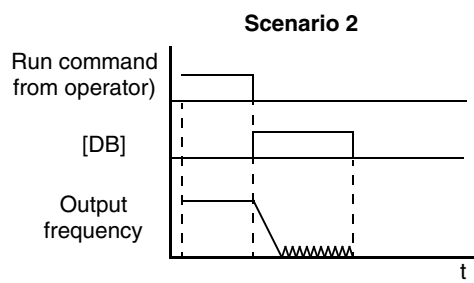 Scenario 2
Run command
from operator)
[DB]
Output
frequency
t